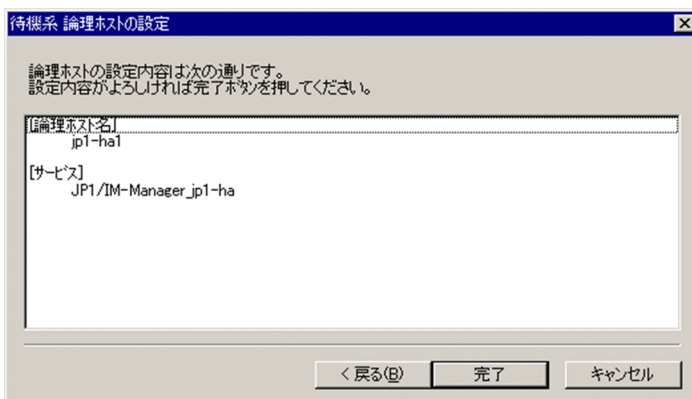 待機系 論理ホストの設定
論理ホストの設定内容は次の通りです。
設定内容がよろしければ完了ボタンを押してください。
[論理ホスト名]
jp1-ha1
[サービス]
JP1/IM-Manager_jp1-ha
< 戻る(B)
完了
キャンセル